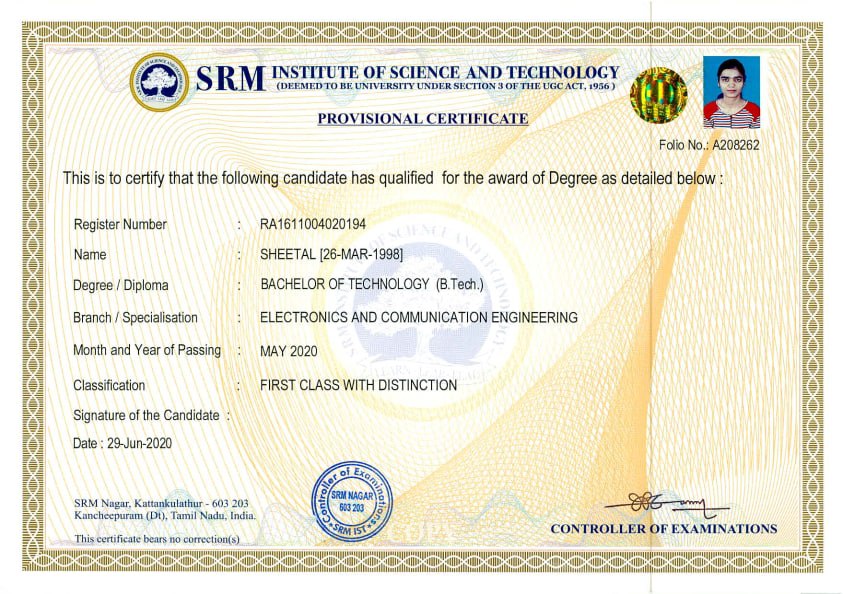 SRM INSTITUTE OF SCIENCE AND TECHNOLOGY
(DEEMED TO BE UNIVERSITY UNDER SECTION 3 OF THE UGC ACT, 1956 )
PROVISIONAL CERTIFICATE
Folio No.: A208262
This is to certify that the following candidate has qualified for the award of Degree as detailed below :
Register Number : RA1611004020194
Name : SHEETAL [26-MAR-1998]
Degree / Diploma : BACHELOR OF TECHNOLOGY (B.Tech.)
Branch / Specialisation : ELECTRONICS AND COMMUNICATION ENGINEERING
Month and Year of Passing : MAY 2020
Classification : FIRST CLASS WITH DISTINCTION
Signature of the Candidate :
Date : 29-Jun-2020
Controller of Examinations
SRM NAGAR
603 203
SRM IST
SRM Nagar, Kattankulathur - 603 203
Kancheepuram (Dt), Tamil Nadu, India.
This certificate bears no correction(s)
CONTROLLER OF EXAMINATIONS